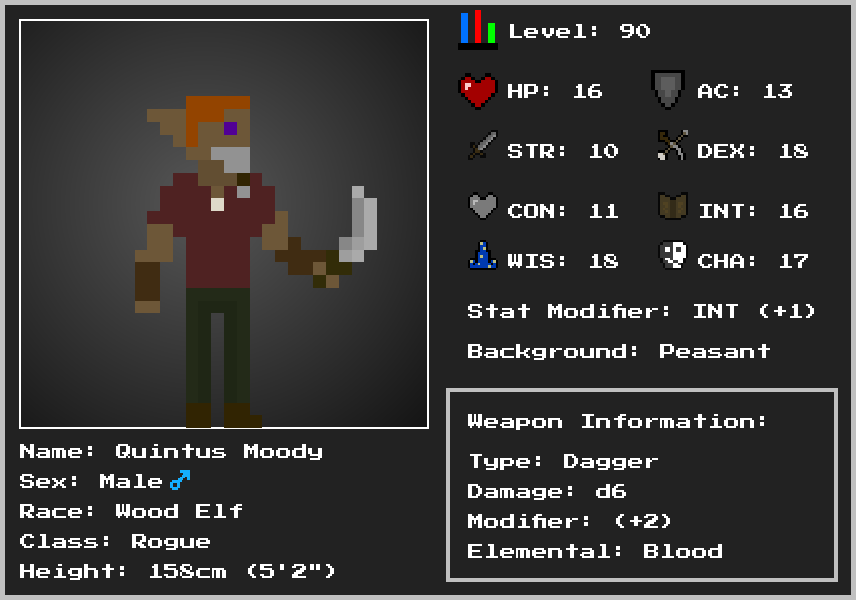 Level: 90
HP: 16 AC: 13
STR: 10 DEX: 18
CON: 11 INT: 16
WIS: 18 CHA: 17
Stat Modifier: INT (+1)
Background: Peasant
Weapon Information:
Type: Dagger
Damage: d6
Modifier: (+2)
Elemental: Blood
Name: Quintus Moody
Sex: Male♂
Race: Wood Elf
Class: Rogue
Height: 158cm (5'2")